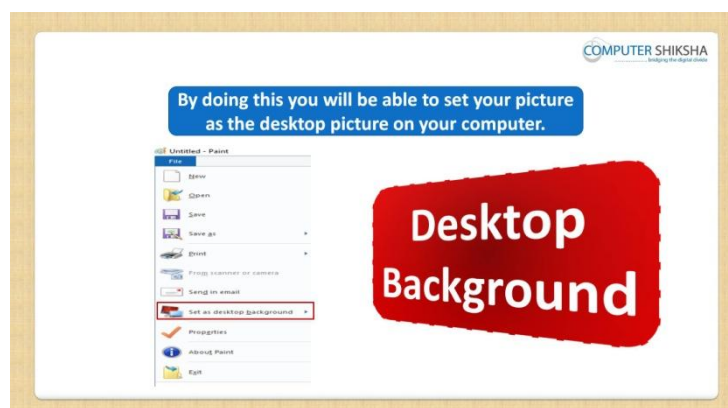 COMPUTER SHIKSHA
bridging the digital divide
By doing this you will be able to set your picture
as the desktop picture on your computer.
Untitled - Paint
File
New
Open
Save
Save as
Print
From scanner or camera
Send in email
Set as desktop background
Properties
About Paint
Exit
Desktop
Background